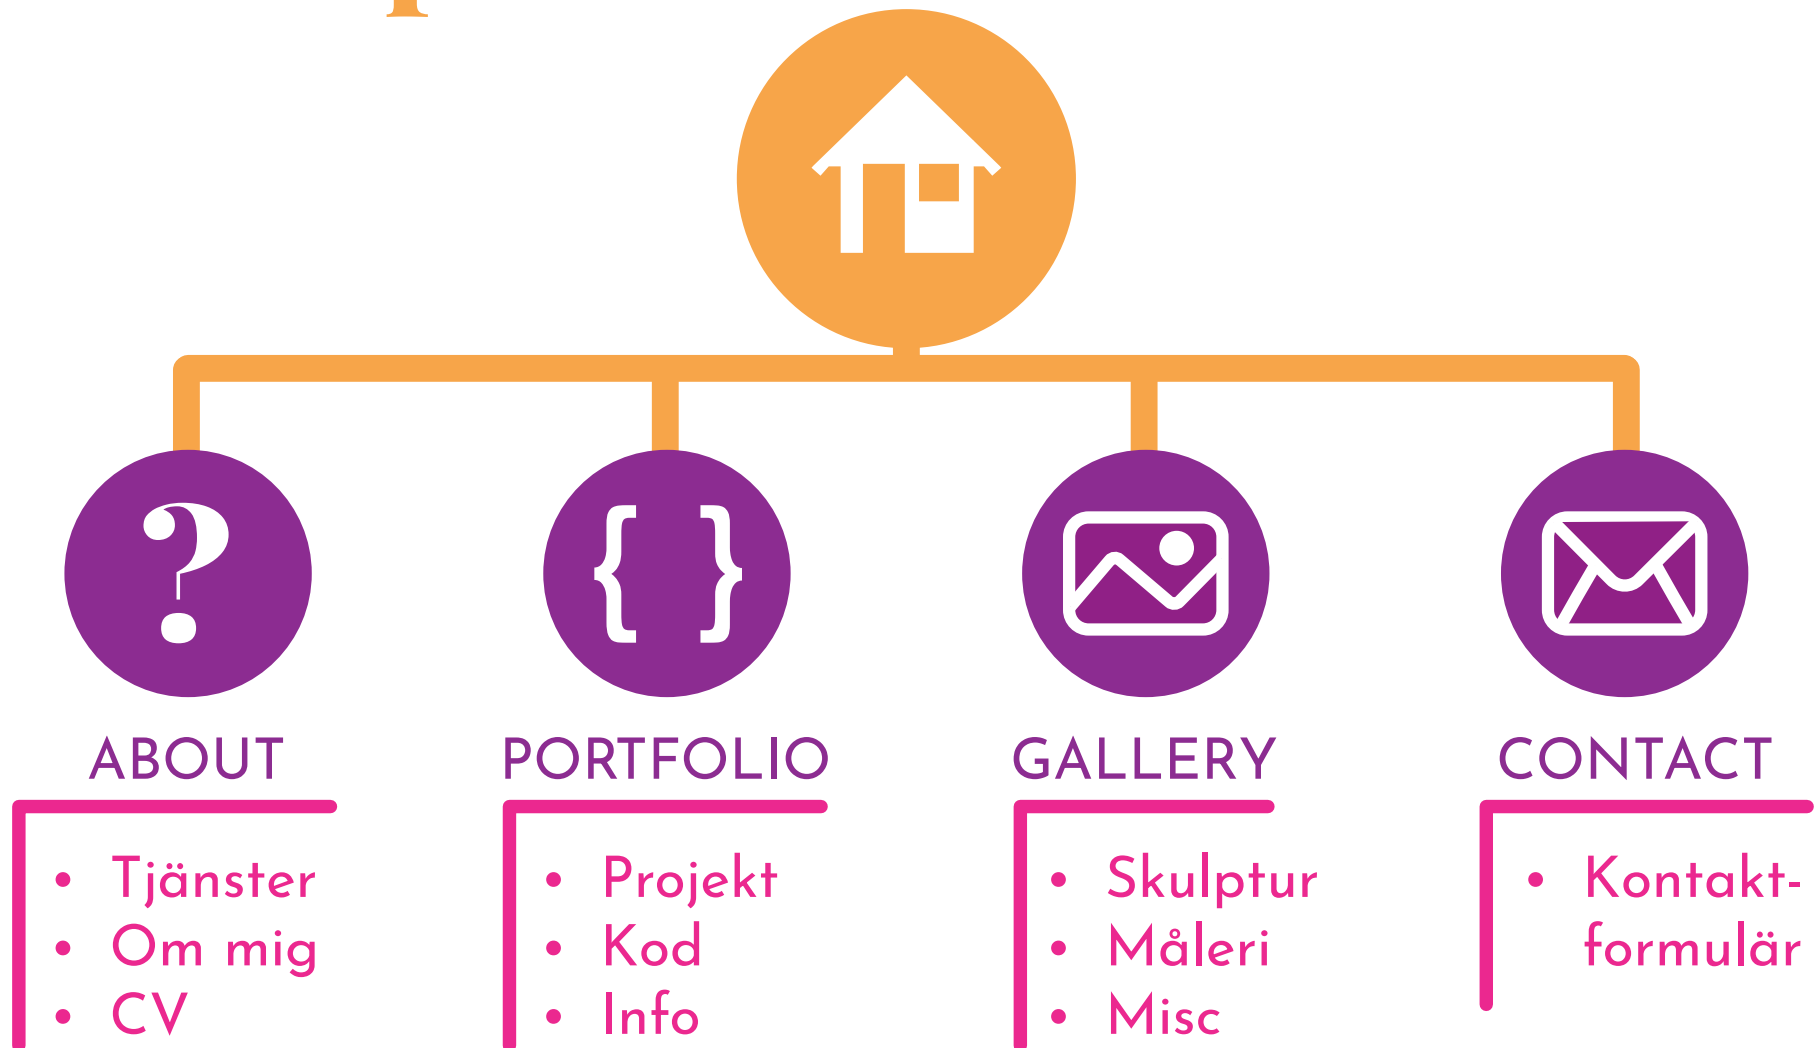 ABOUT
PORTFOLIO
GALLERY
CONTACT
• Tjänster
• Om mig
• CV
• Projekt
• Kod
• Info
• Skulptur
• Måleri
• Misc
• Kontakt-
formulär